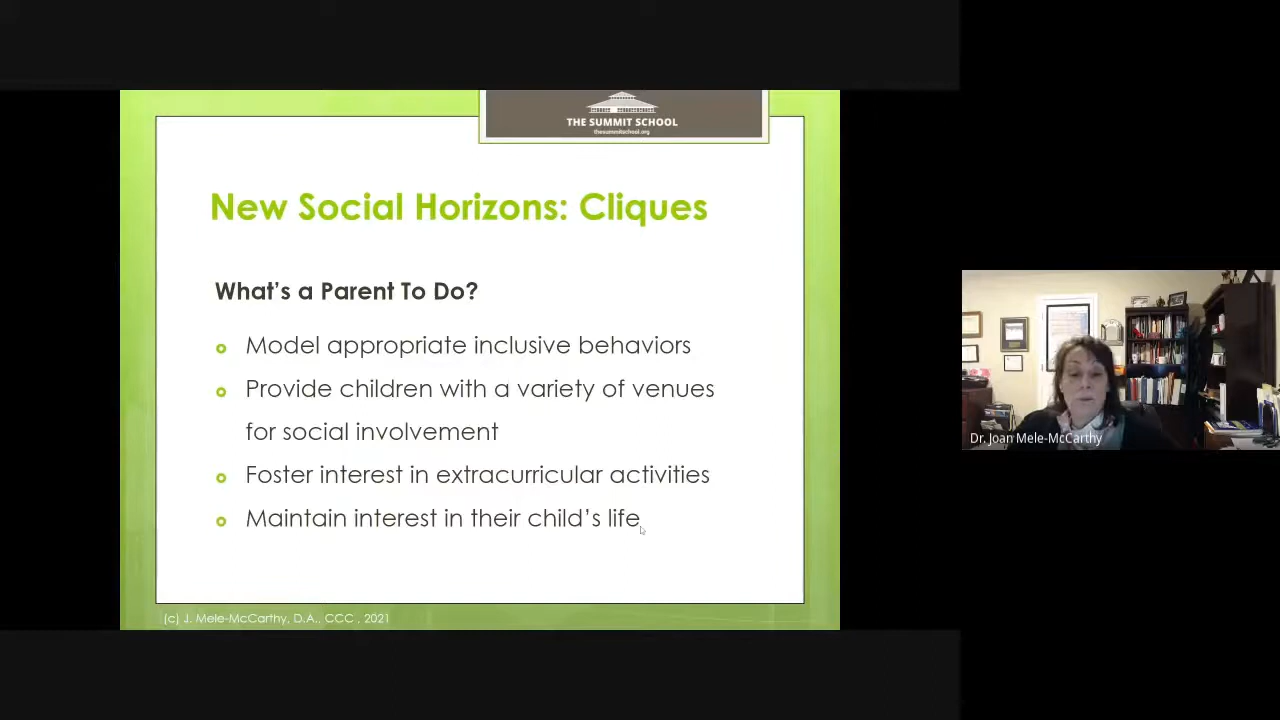 THE SUMMIT SCHOOL
thesummitschool.org
New Social Horizons: Cliques
What's a Parent To Do?
Model appropriate inclusive behaviors
Provide children with a variety of venues
for social involvement
Foster interest in extracurricular activities
Maintain interest in their child's life
(c) J. Mele-McCarthy, D.A., CCC , 2021
Dr. Joan Mele-McCarthy